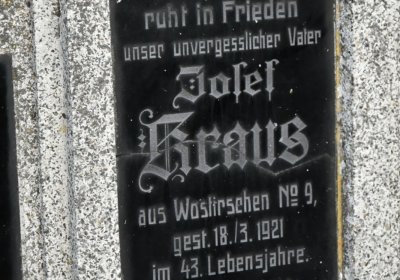 ruht in Frieden
unser unvergesslicher Vater
Josef
Kraus
aus Wostirschen No 9,
gest. 18./3. 1921
im 43. Lebensjahre.